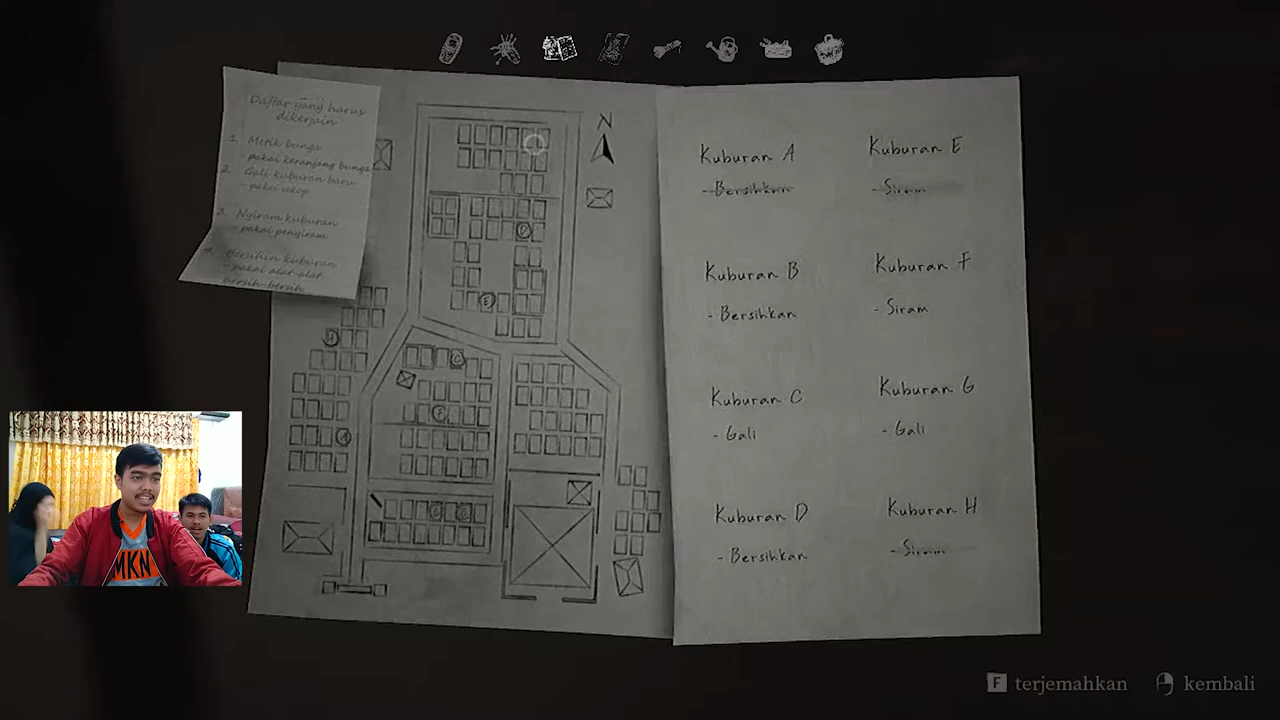 Daftar yang harus
dikerjain
1. Metik bunga
- pakai keranjang bunga
2. Gali kuburan baru
- pakai sekop
3. Nyiram kuburan
- pakai penyiram
4. Bersihin kuburan
- pakai alat-alat
bersih-bersih
N
D
E
H
C
F
A
Kuburan A
- Bersihkan
Kuburan B
- Bersihkan
Kuburan C
- Gali
Kuburan D
- Bersihkan
Kuburan E
- Siram
Kuburan F
- Siram
Kuburan G
- Gali
Kuburan H
- Siram
MKN
F terjemahkan
kembali